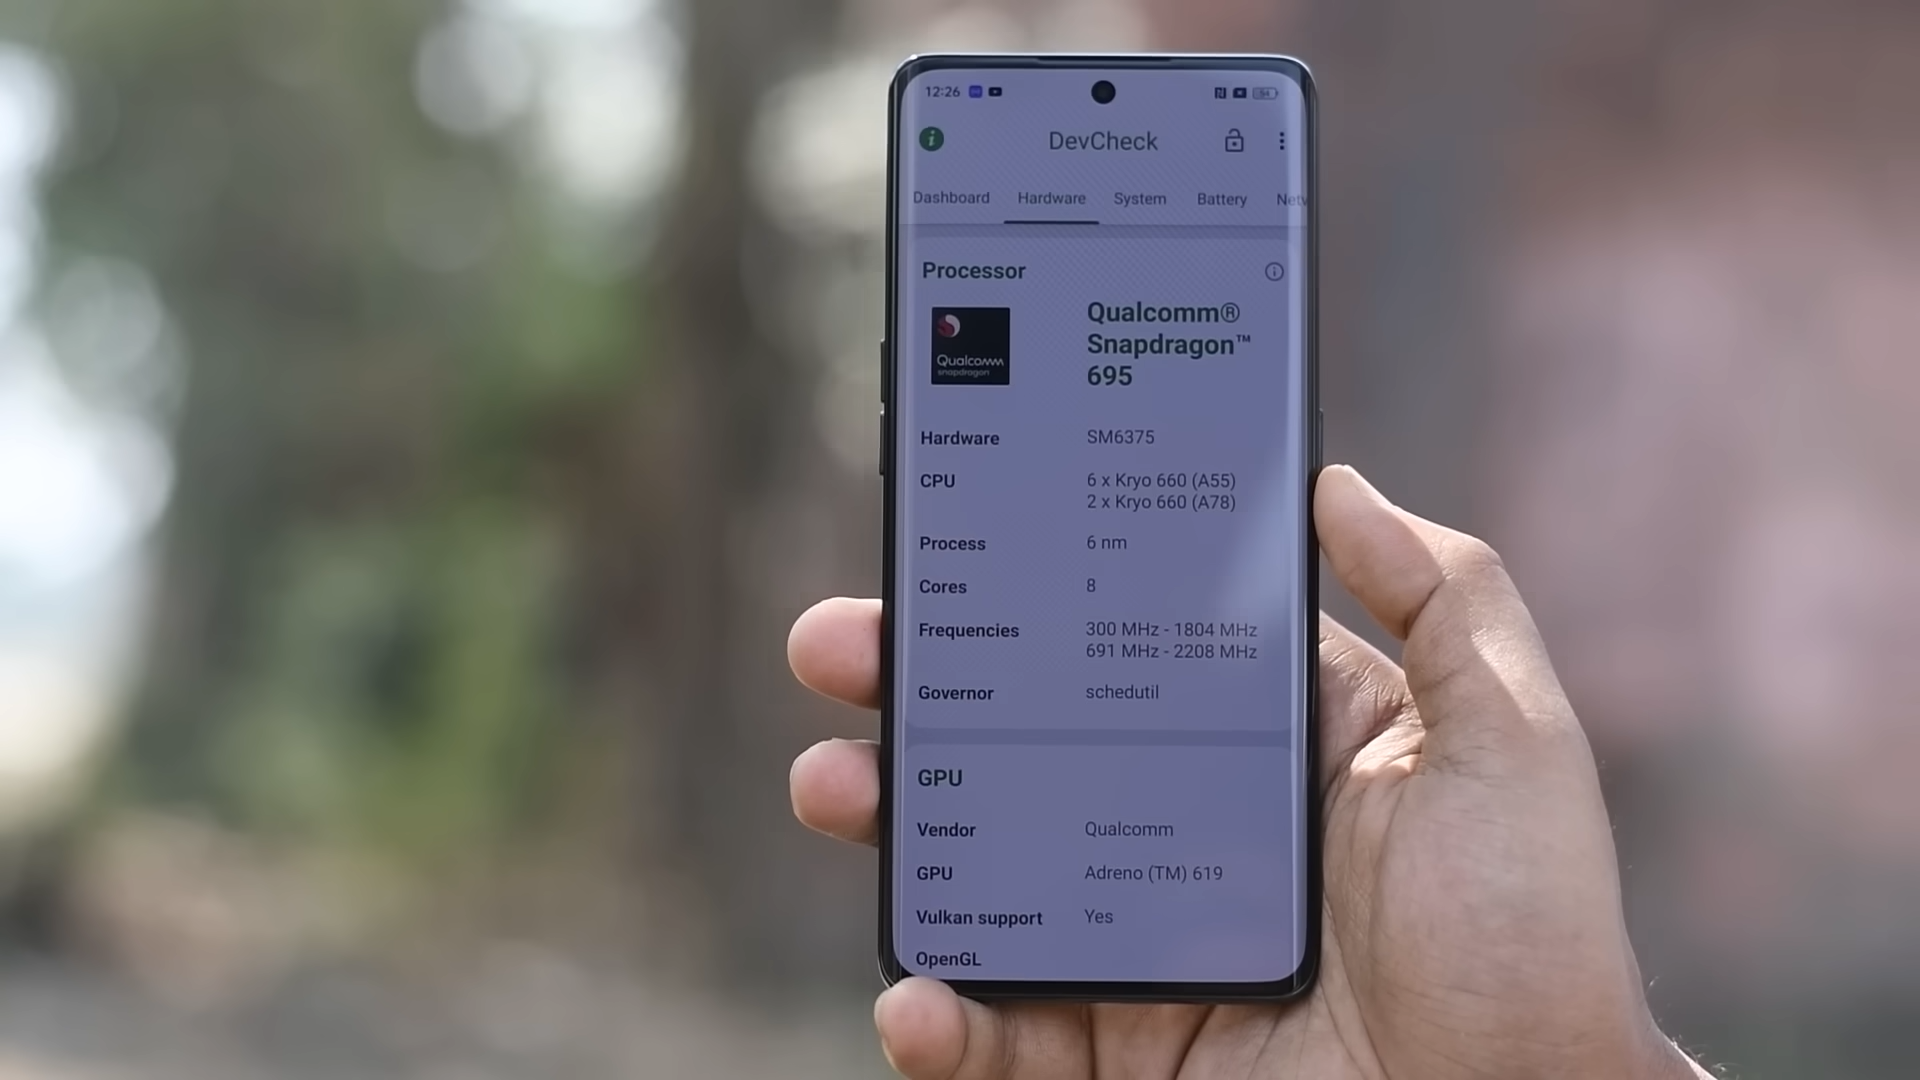 12:26 54
DevCheck
Dashboard Hardware System Battery Netw
Processor
Qualcomm
snapdragon
Qualcomm®
Snapdragon™
695
Hardware SM6375
CPU 6 x Kryo 660 (A55)
2 x Kryo 660 (A78)
Process 6 nm
Cores 8
Frequencies 300 MHz - 1804 MHz
691 MHz - 2208 MHz
Governor schedutil
GPU
Vendor Qualcomm
GPU Adreno (TM) 619
Vulkan support Yes
OpenGL